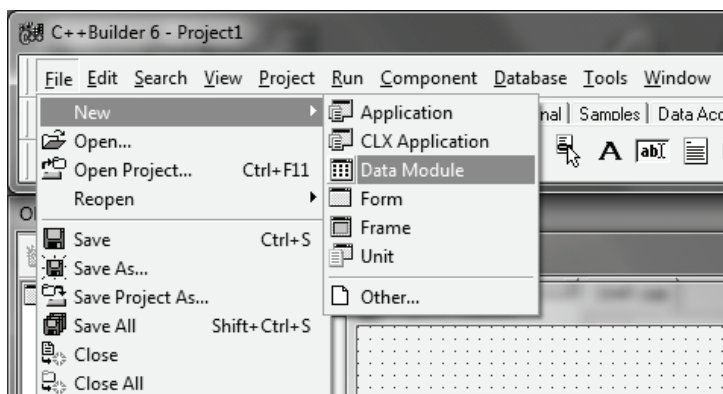 C++Builder 6 - Project1
File Edit Search View Project Run Component Database Tools Window
New
Open...
Open Project... Ctrl+F11
Reopen
Save Ctrl+S
Save As...
Save Project As...
Save All Shift+Ctrl+S
Close
Close All
Application
CLX Application
Data Module
Form
Frame
Unit
Other...
nal Samples Data Acc
A ab